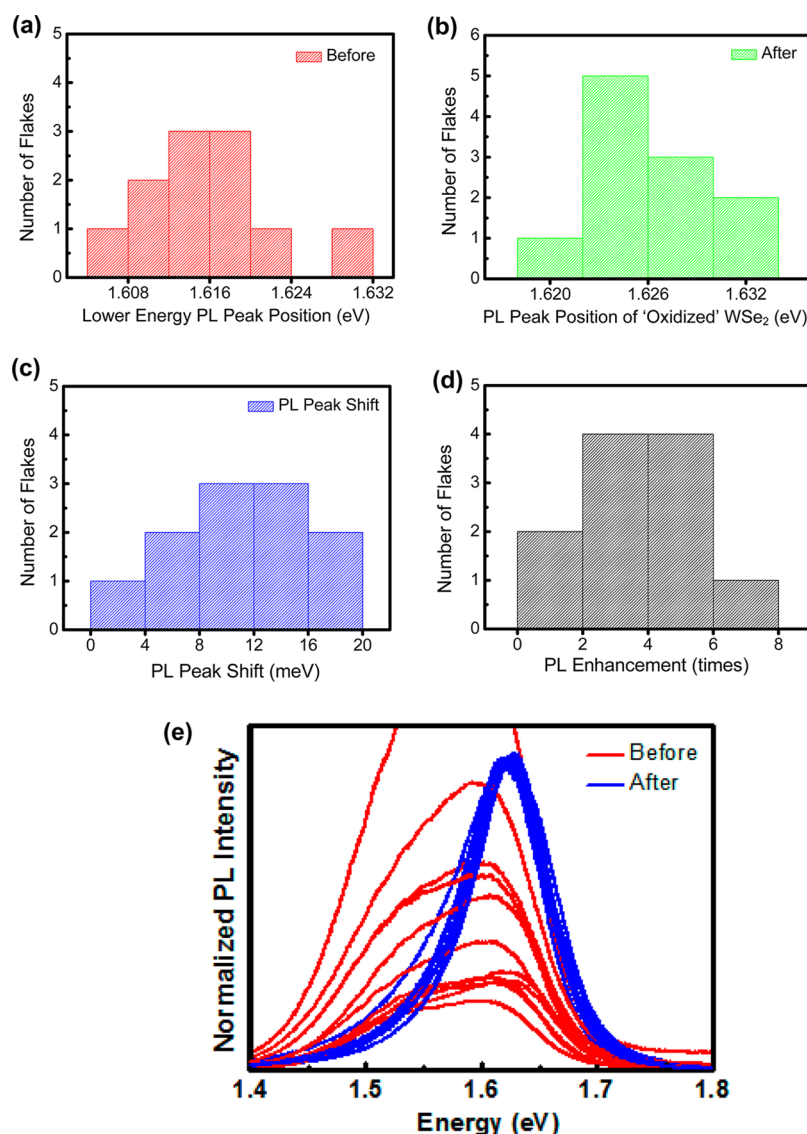 (a)
5
4
3
2
1
0
Number of Flakes
Before
1.608 1.616 1.624 1.632
Lower Energy PL Peak Position (eV)
(b)
6
5
4
3
2
1
0
Number of Flakes
After
1.620 1.626 1.632
PL Peak Position of ‘Oxidized’ WSe₂ (eV)
(c)
5
4
3
2
1
0
Number of Flakes
PL Peak Shift
0 4 8 12 16 20
PL Peak Shift (meV)
(d)
5
4
3
2
1
0
Number of Flakes
0 2 4 6 8
PL Enhancement (times)
(e)
Normalized PL Intensity
Before
After
1.4 1.5 1.6 1.7 1.8
Energy (eV)